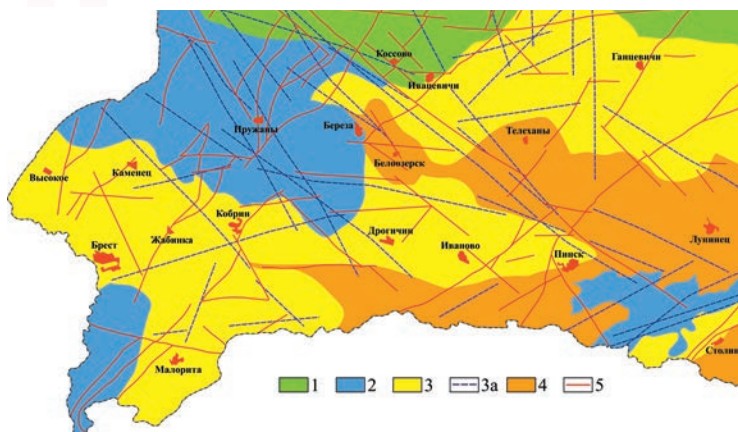 Коссово
Ганцевичи
Ивацевичи
Пружаны
Береза
Телеханы
Белоозерск
Высокое
Каменец
Кобрин
Дрогичин
Лунинец
Жабинка
Иваново
Брест
Пинск
Столин
Малорита
1 2 3 3а 4 5